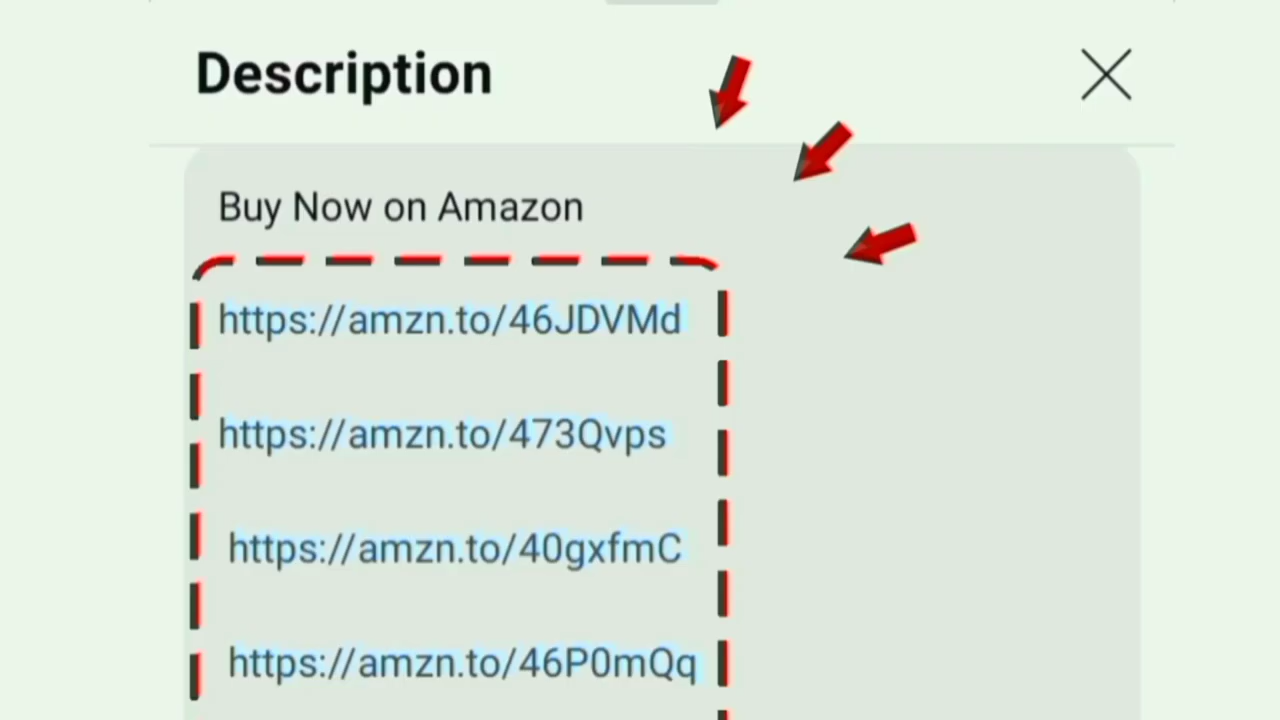 Description
Buy Now on Amazon
https://amzn.to/46JDVMd
https://amzn.to/473Qvps
https://amzn.to/40gxfmC
https://amzn.to/46P0mQq